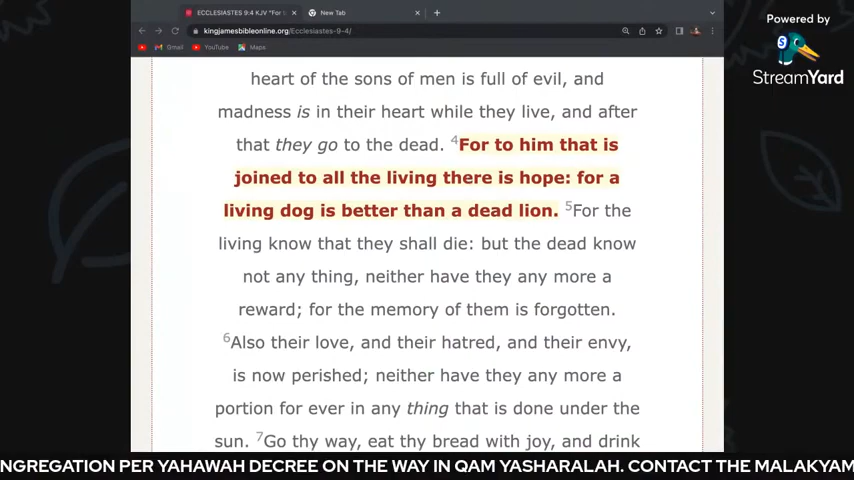 ECCLESIASTES 9:4 KJV "For t
New Tab
kingjamesbibleonline.org/Ecclesiastes-9-4/
Gmail
YouTube
Maps
Powered by
StreamYard
heart of the sons of men is full of evil, and
madness is in their heart while they live, and after
that they go to the dead. 4For to him that is
joined to all the living there is hope: for a
living dog is better than a dead lion. 5For the
living know that they shall die: but the dead know
not any thing, neither have they any more a
reward; for the memory of them is forgotten.
6Also their love, and their hatred, and their envy,
is now perished; neither have they any more a
portion for ever in any thing that is done under the
sun. 7Go thy way, eat thy bread with joy, and drink
NGREGATION PER YAHAWAH DECREE ON THE WAY IN QAM YASHARALAH. CONTACT THE MALAKYAM